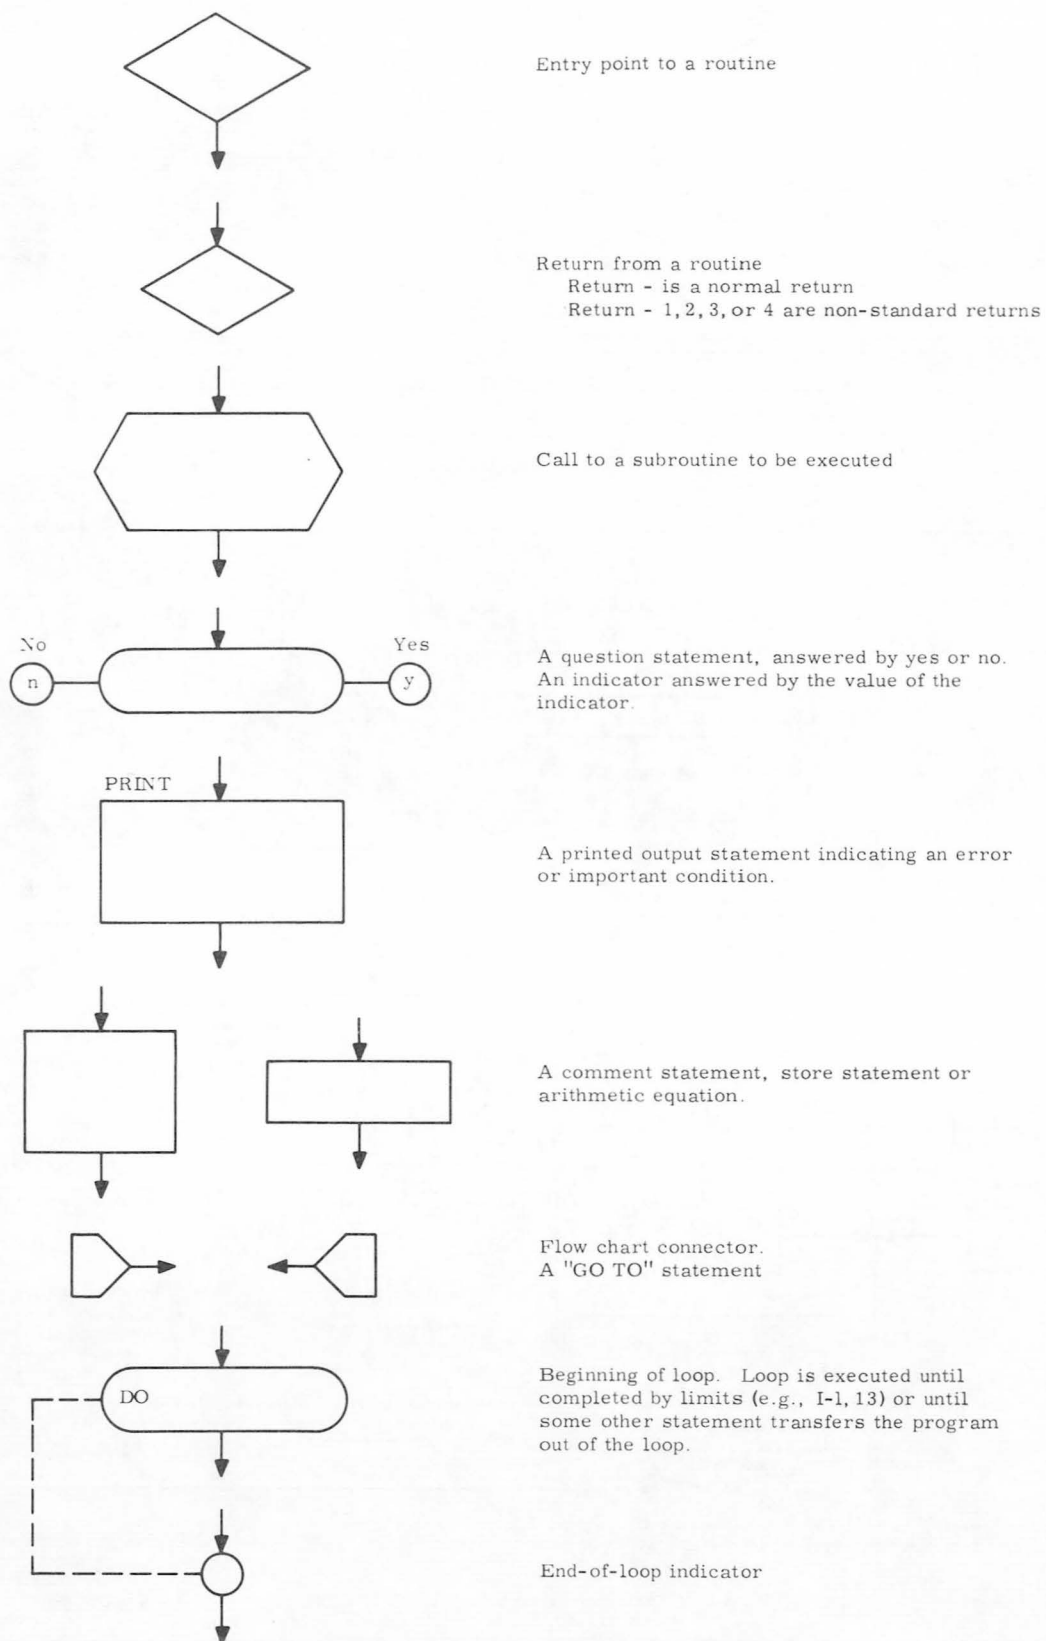 Entry point to a routine
Return from a routine
Return - is a normal return
Return - 1, 2, 3, or 4 are non-standard returns
Call to a subroutine to be executed
No
Yes
n
y
A question statement, answered by yes or no.
An indicator answered by the value of the
indicator.
PRINT
A printed output statement indicating an error
or important condition.
A comment statement, store statement or
arithmetic equation.
Flow chart connector.
A "GO TO" statement
DO
Beginning of loop. Loop is executed until
completed by limits (e.g., I-1, 13) or until
some other statement transfers the program
out of the loop.
End-of-loop indicator